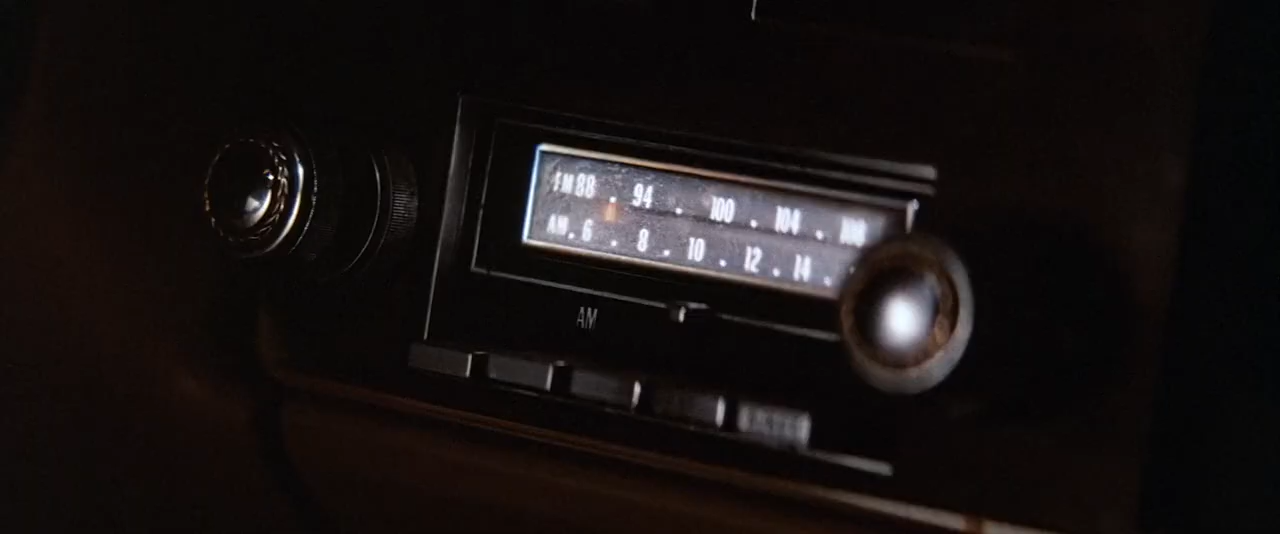 FM 88 . 94 . 100 . 104 . 108
AM . 6 . 8 . 10 . 12 . 14 .
AM